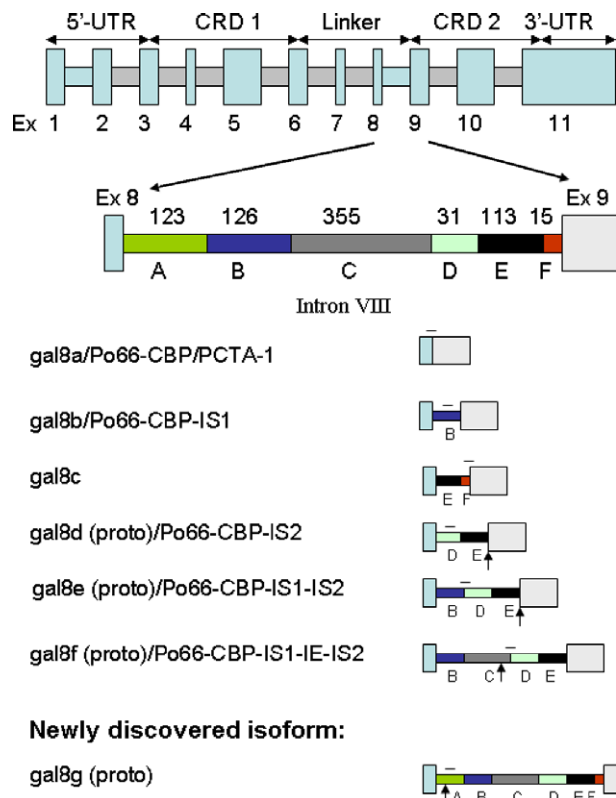 5'-UTR CRD 1 Linker CRD 2 3'-UTR
Ex 1 2 3 4 5 6 7 8 9 10 11
Ex 8 Ex 9
123 126 355 31 113 15
A B C D E F
Intron VIII
gal8a/Po66-CBP/PCTA-1
gal8b/Po66-CBP-IS1
B
gal8c
E F
gal8d (proto)/Po66-CBP-IS2
D E
gal8e (proto)/Po66-CBP-IS1-IS2
B D E
gal8f (proto)/Po66-CBP-IS1-IE-IS2
B C D E
Newly discovered isoform:
gal8g (proto)
A B C D E F